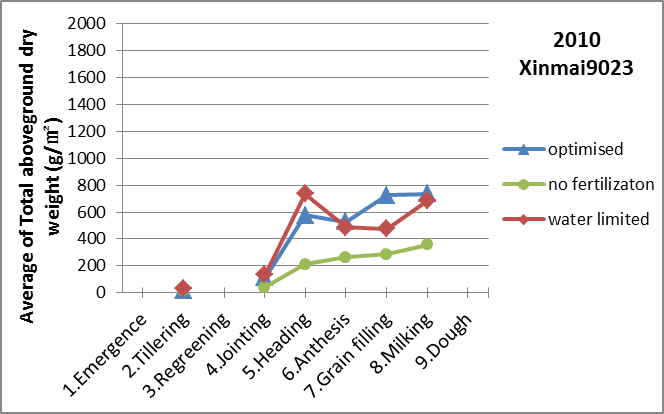 Average of Total aboveground dry
weight (g/㎡)
2000
1800
1600
1400
1200
1000
800
600
400
200
0
1.Emergence
2.Tillering
3.Regreening
4.Jointing
5.Heading
6.Anthesis
7.Grain filling
8.Milking
9.Dough
2010
Xinmai9023
optimised
no fertilizaton
water limited